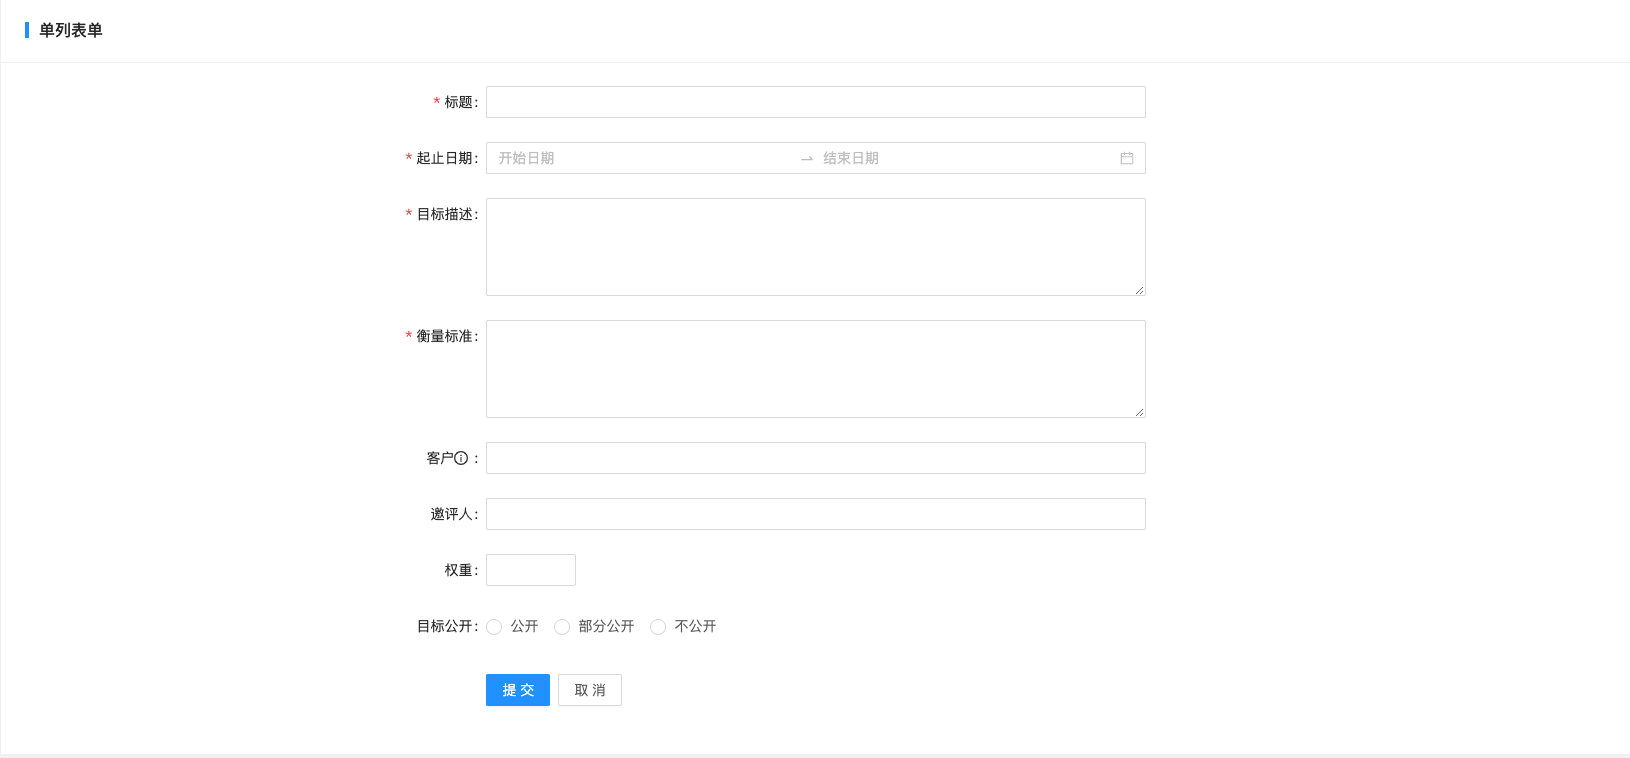 单列表单
* 标题:
* 起止日期: 开始日期 → 结束日期
* 目标描述:
* 衡量标准:
客户ⓘ :
邀评人:
权重:
目标公开: 公开 部分公开 不公开
提 交 取 消